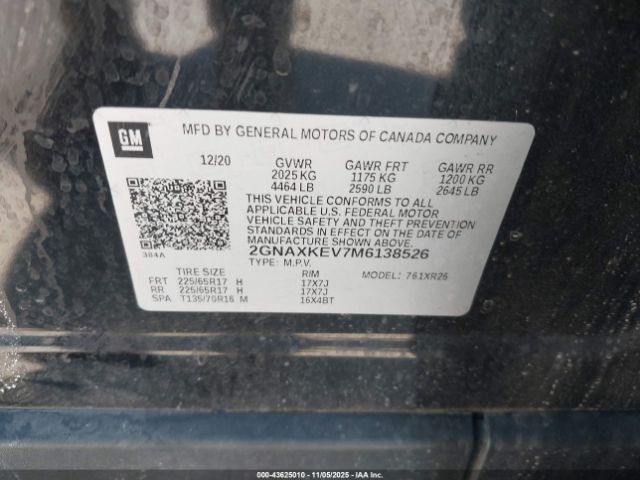 GM
MFD BY GENERAL MOTORS OF CANADA COMPANY
12/20 GVWR GAWR FRT GAWR RR
2025 KG 1175 KG 1200 KG
4464 LB 2590 LB 2645 LB
THIS VEHICLE CONFORMS TO ALL
APPLICABLE U.S. FEDERAL MOTOR
VEHICLE SAFETY AND THEFT PREVENTION
STANDARDS IN EFFECT ON THE DATE OF
MANUFACTURE SHOWN ABOVE.
384A
2GNAXKEV7M6138526
TYPE: M.P.V.
TIRE SIZE RIM MODEL: 761XR26
FRT 225/65R17 H 17X7J
RR 225/65R17 H 17X7J
SPA T135/70R16 M 16X4BT
000-43625010 - 11/05/2025 - IAA Inc.